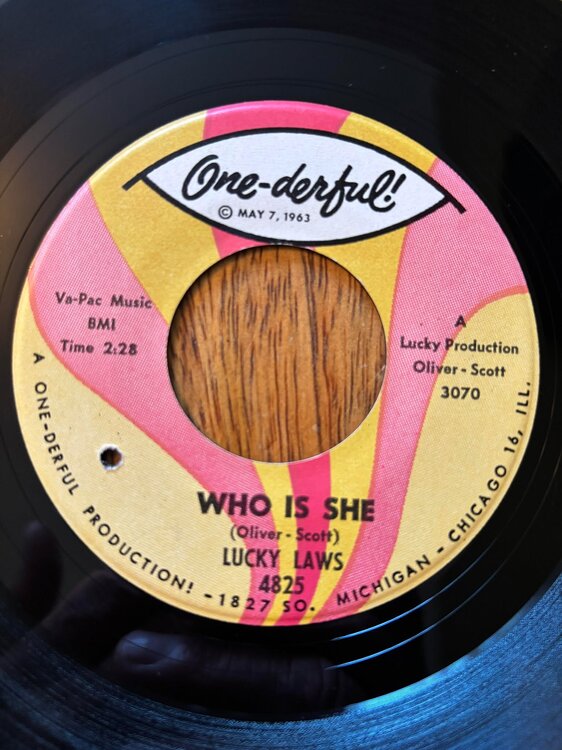 One-derful!
© MAY 7, 1963
Va-Pac Music
BMI
Time 2:28
A
Lucky Production
Oliver - Scott
3070
WHO IS SHE
(Oliver - Scott)
LUCKY LAWS
4825
A ONE-DERFUL PRODUCTION! - 1827 SO. MICHIGAN - CHICAGO 16, ILL.